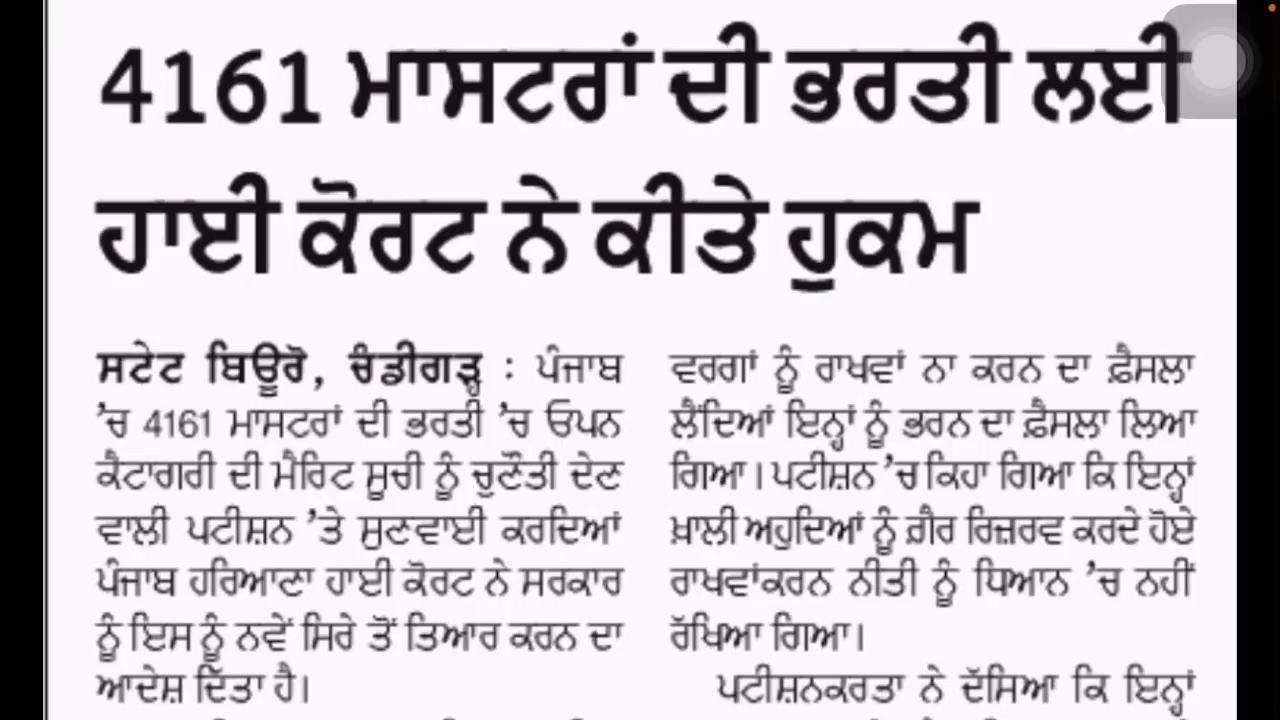 4161 ਮਾਸਟਰਾਂ ਦੀ ਭਰਤੀ ਲਈ
ਹਾਈ ਕੋਰਟ ਨੇ ਕੀਤੇ ਹੁਕਮ
ਸਟੇਟ ਬਿਊਰੋ, ਚੰਡੀਗੜ੍ਹ : ਪੰਜਾਬ
'ਚ 4161 ਮਾਸਟਰਾਂ ਦੀ ਭਰਤੀ 'ਚ ਓਪਨ
ਕੈਟਾਗਰੀ ਦੀ ਮੈਰਿਟ ਸੂਚੀ ਨੂੰ ਚੁਣੌਤੀ ਦੇਣ
ਵਾਲੀ ਪਟੀਸ਼ਨ 'ਤੇ ਸੁਣਵਾਈ ਕਰਦਿਆਂ
ਪੰਜਾਬ ਹਰਿਆਣਾ ਹਾਈ ਕੋਰਟ ਨੇ ਸਰਕਾਰ
ਨੂੰ ਇਸ ਨੂੰ ਨਵੇਂ ਸਿਰੇ ਤੋਂ ਤਿਆਰ ਕਰਨ ਦਾ
ਆਦੇਸ਼ ਦਿੱਤਾ ਹੈ।
ਵਰਗਾਂ ਨੂੰ ਰਾਖਵਾਂ ਨਾ ਕਰਨ ਦਾ ਫ਼ੈਸਲਾ
ਲੈਂਦਿਆਂ ਇਨ੍ਹਾਂ ਨੂੰ ਭਰਨ ਦਾ ਫ਼ੈਸਲਾ ਲਿਆ
ਗਿਆ। ਪਟੀਸ਼ਨ 'ਚ ਕਿਹਾ ਗਿਆ ਕਿ ਇਨ੍ਹਾਂ
ਖ਼ਾਲੀ ਅਹੁਦਿਆਂ ਨੂੰ ਗ਼ੈਰ ਰਿਜ਼ਰਵ ਕਰਦੇ ਹੋਏ
ਰਾਖਵਾਂਕਰਨ ਨੀਤੀ ਨੂੰ ਧਿਆਨ 'ਚ ਨਹੀਂ
ਰੱਖਿਆ ਗਿਆ।
ਪਟੀਸ਼ਨਕਰਤਾ ਨੇ ਦੱਸਿਆ ਕਿ ਇਨ੍ਹਾਂ